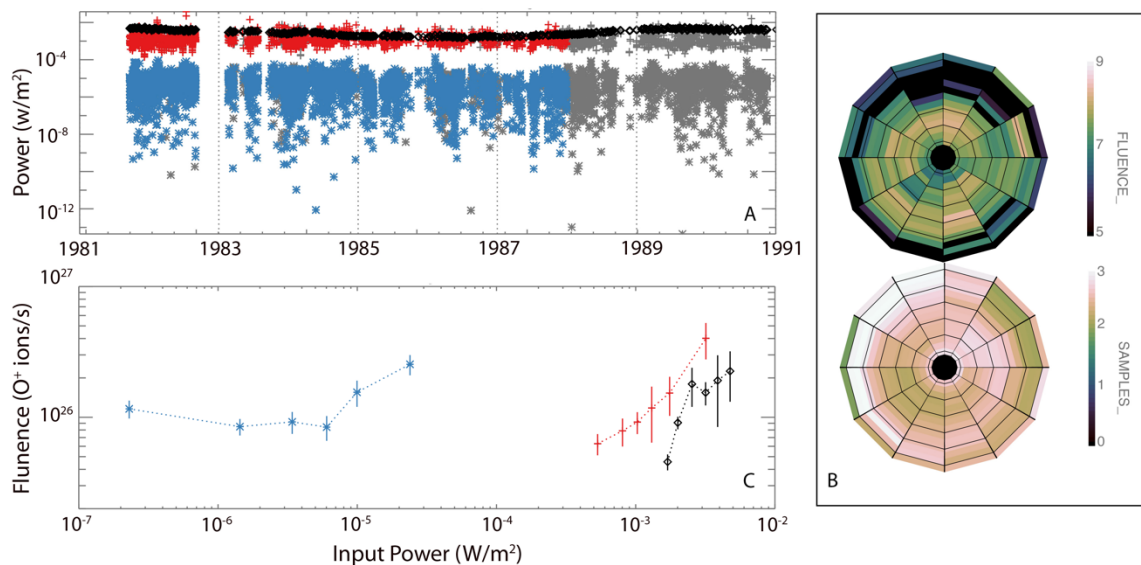 Power (w/m²)
10⁻⁴
10⁻⁸
10⁻¹²
A
1981 1983 1985 1987 1989 1991
Flunence (O⁺ ions/s)
10²⁷
10²⁶
C
10⁻⁷ 10⁻⁶ 10⁻⁵ 10⁻⁴ 10⁻³ 10⁻²
Input Power (W/m²)
9
7
5
FLUENCE_
3
2
1
0
SAMPLES_
B